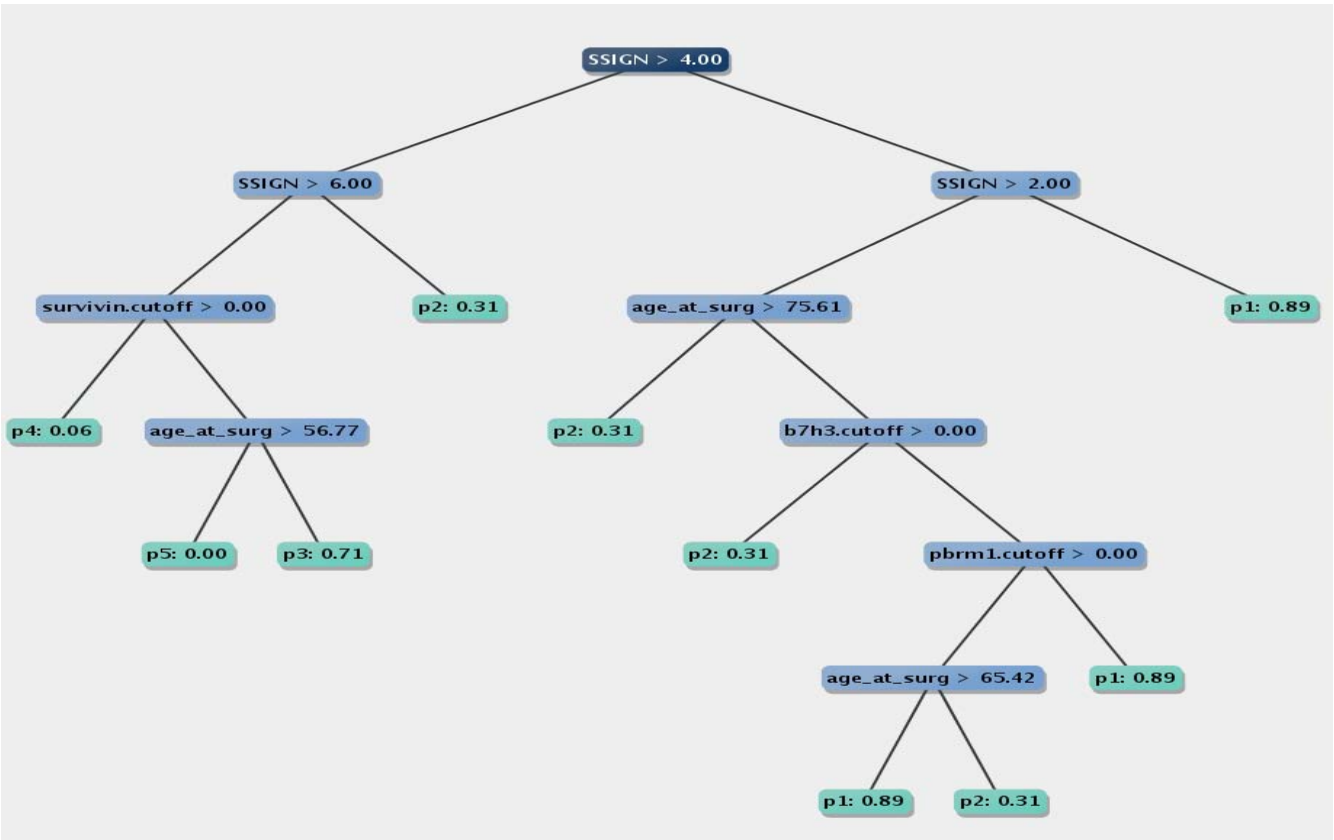 SSIGN > 4.00
SSIGN > 6.00
SSIGN > 2.00
survivin.cutoff > 0.00
p2: 0.31
age_at_surg > 75.61
p1: 0.89
p4: 0.06
age_at_surg > 56.77
p2: 0.31
b7h3.cutoff > 0.00
p5: 0.00
p3: 0.71
p2: 0.31
pbrm1.cutoff > 0.00
age_at_surg > 65.42
p1: 0.89
p1: 0.89
p2: 0.31